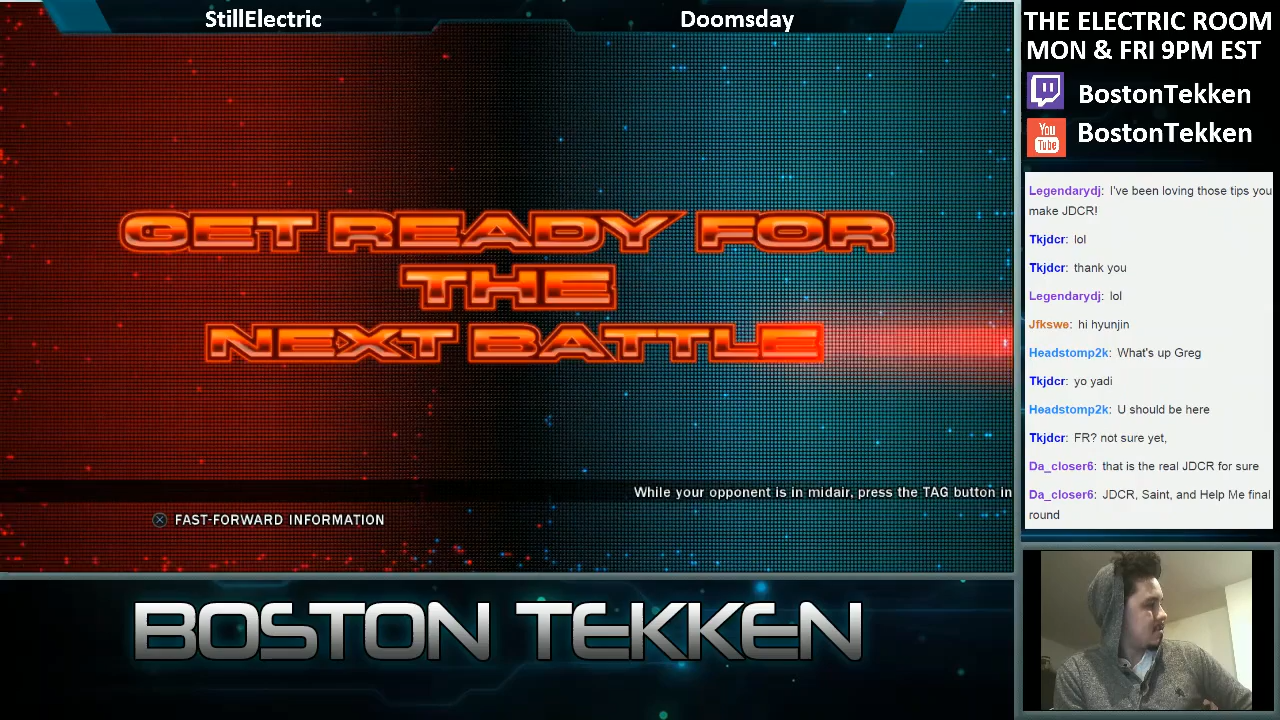 StillElectric
Doomsday
GET READY FOR
THE
NEXT BATTLE
While your opponent is in midair, press the TAG button in
FAST-FORWARD INFORMATION
BOSTON TEKKEN
THE ELECTRIC ROOM
MON & FRI 9PM EST
BostonTekken
You
Tube
BostonTekken
Legendarydj: I've been loving those tips you
make JDCR!
Tkjdcr: lol
Tkjdcr: thank you
Legendarydj: lol
Jfkswe: hi hyunjin
Headstomp2k: What's up Greg
Tkjdcr: yo yadi
Headstomp2k: U should be here
Tkjdcr: FR? not sure yet,
Da_closer6: that is the real JDCR for sure
Da_closer6: JDCR, Saint, and Help Me final
round